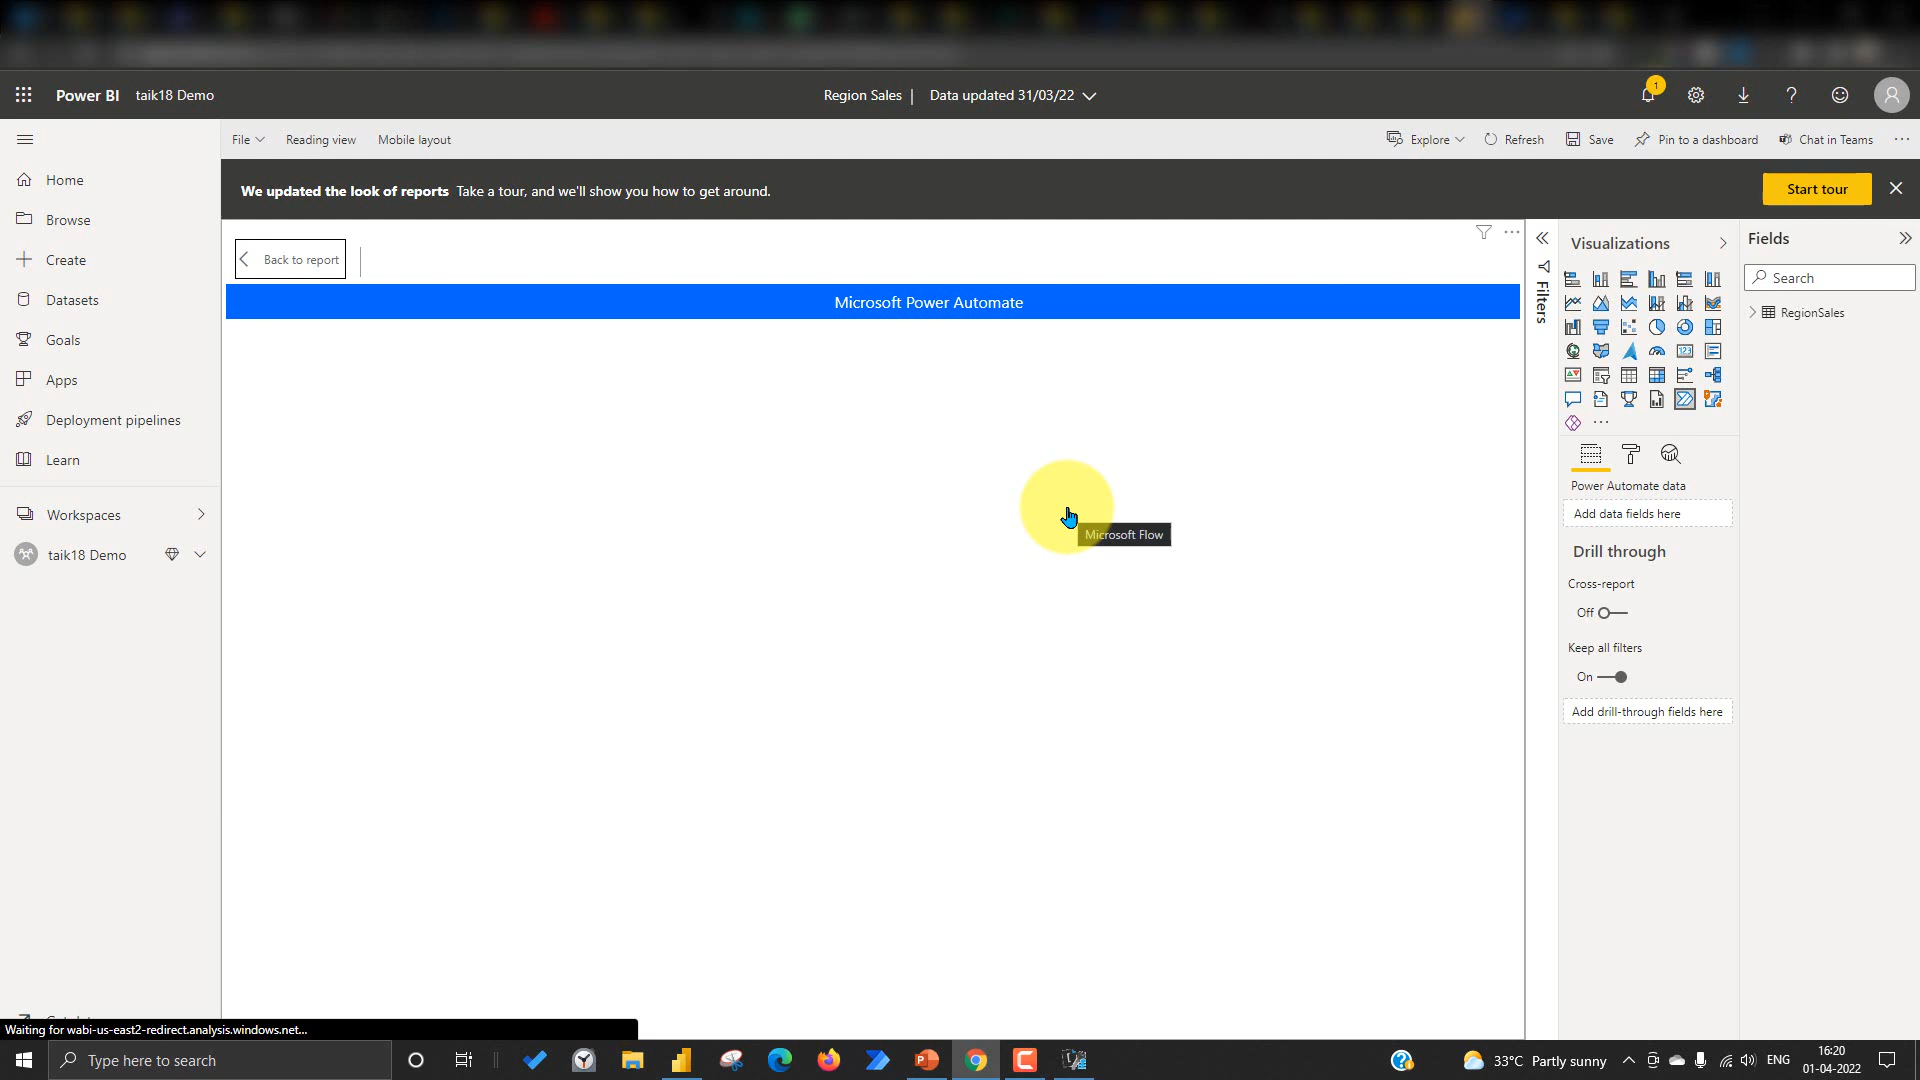 Power BI taik18 Demo Region Sales | Data updated 31/03/22 1
File Reading view Mobile layout Explore Refresh Save Pin to a dashboard Chat in Teams
We updated the look of reports Take a tour, and we'll show you how to get around. Start tour
Home
Browse
Create
Datasets
Goals
Apps
Deployment pipelines
Learn
Workspaces
taik18 Demo
Back to report
Microsoft Power Automate
Microsoft Flow
Filters
Visualizations
Power Automate data
Add data fields here
Drill through
Cross-report
Off
Keep all filters
On
Add drill-through fields here
Fields
Search
RegionSales
Waiting for wabi-us-east2-redirect.analysis.windows.net...
Type here to search
33°C Partly sunny
ENG
16:20
01-04-2022